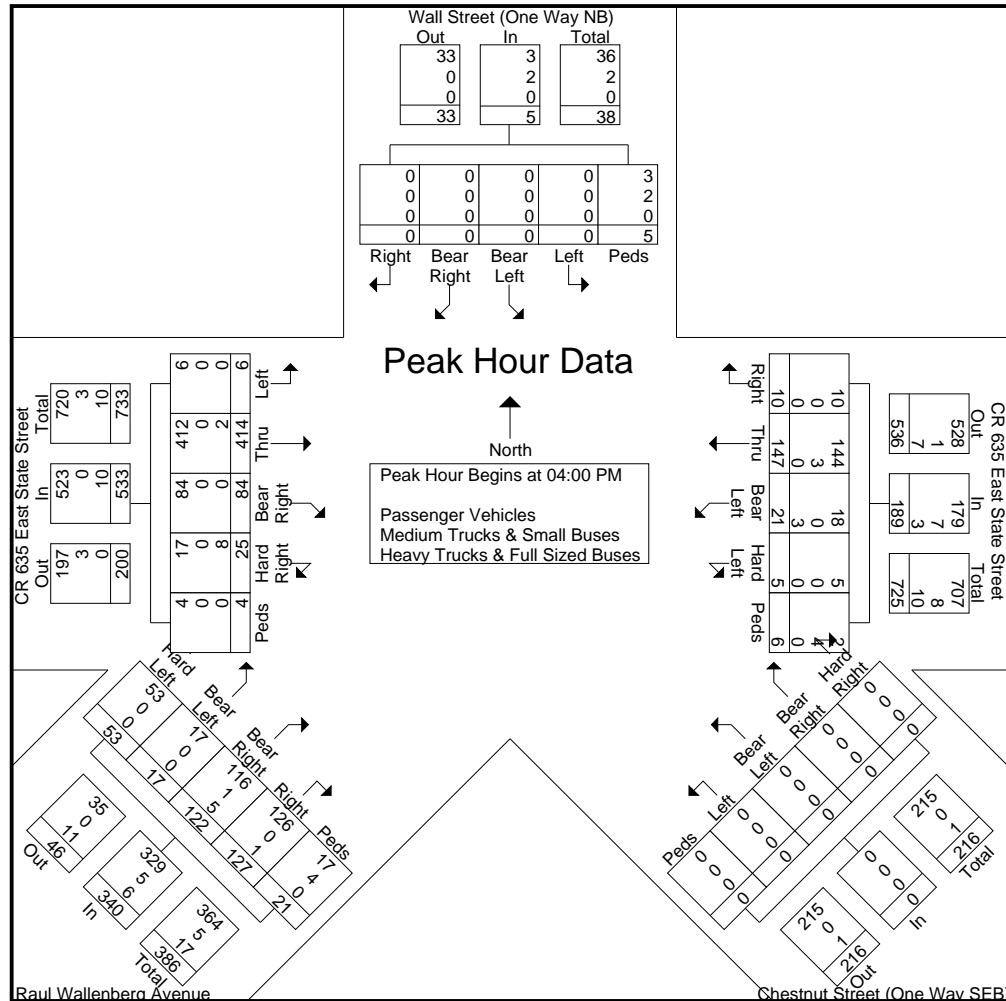 Wall Street (One Way NB)
Out In Total
33 3 36
0 2 2
0 0 0
33 5 38
0 0 0 0 3
0 0 0 0 2
0 0 0 0 0
0 0 0 0 5
Right Bear Right Bear Left Left Peds
Peak Hour Data
North
Peak Hour Begins at 04:00 PM
Passenger Vehicles
Medium Trucks & Small Buses
Heavy Trucks & Full Sized Buses
CR 635 East State Street
Out In Total
197 523 720
3 0 3
0 10 10
200 533 733
Left
6 0 0 6
Thru
412 0 2 414
Bear Right
84 0 0 84
Hard Right
17 0 8 25
Peds
4 0 0 4
CR 635 East State Street
Out In Total
528 179 707
1 7 8
7 3 10
536 189 725
Right
10 0 0 10
Thru
144 3 0 147
Bear Left
18 0 3 21
Hard Left
5 0 0 5
Peds
2 4 0 6
Hard Left
53 0 0 53
Bear Left
17 0 0 17
Bear Right
116 1 5 122
Right
126 0 1 127
Peds
17 4 0 21
Out
35 0 11 46
In
329 5 6 340
Total
364 5 17 386
Raul Wallenberg Avenue
Hard Right
0 0 0 0
Bear Right
0 0 0 0
Bear Left
0 0 0 0
Left
0 0 0 0
Peds
0 0 0 0
Out
215 0 1 216
In
0 0 0 0
Total
215 0 1 216
Chestnut Street (One Way SEB)